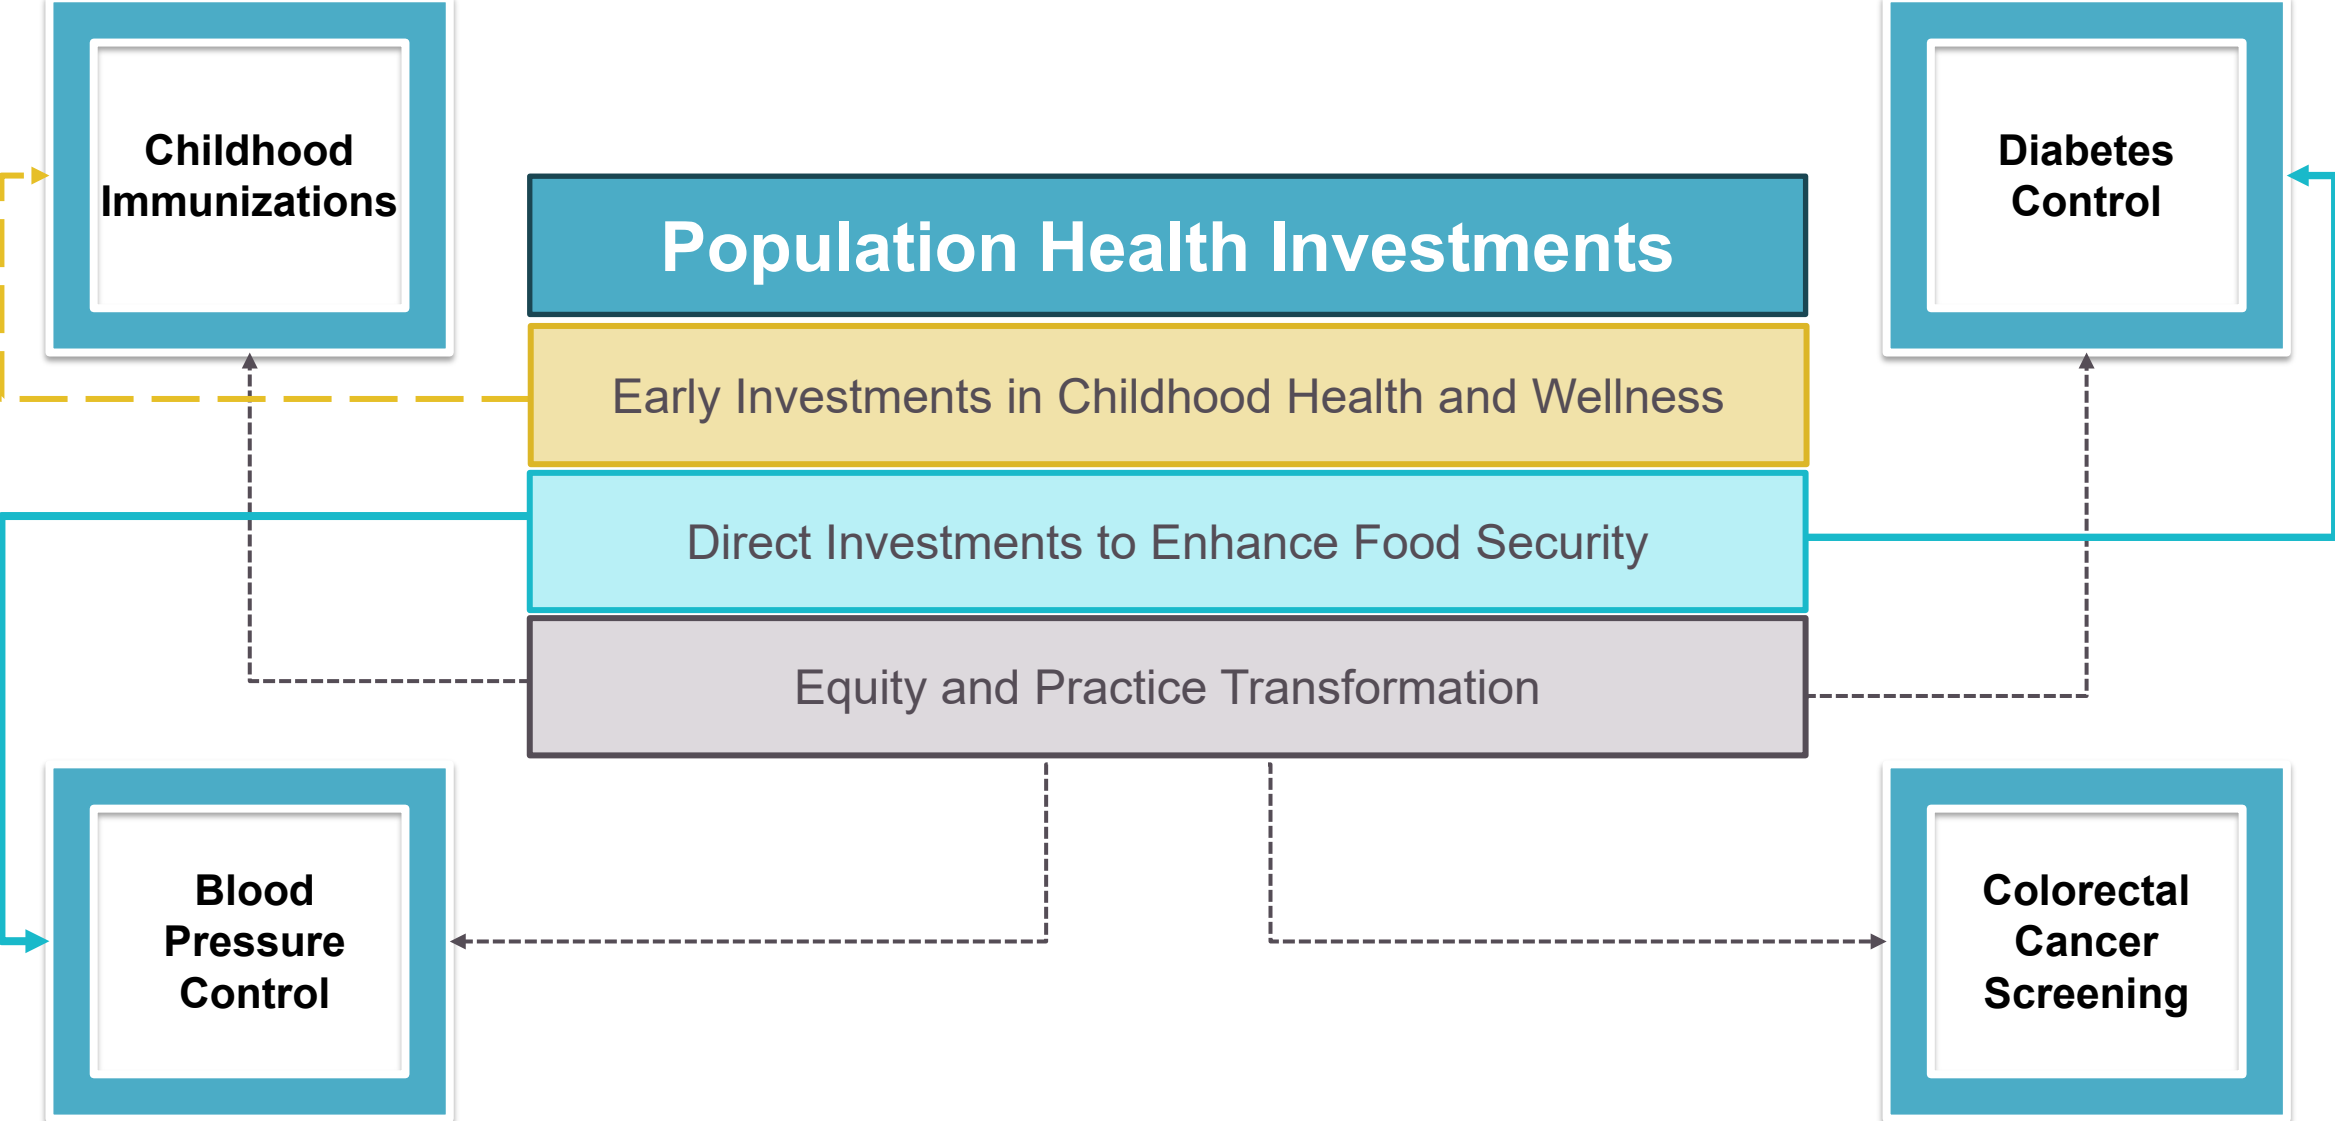 Childhood
Immunizations
Diabetes
Control
Population Health Investments
Early Investments in Childhood Health and Wellness
Direct Investments to Enhance Food Security
Equity and Practice Transformation
Blood
Pressure
Control
Colorectal
Cancer
Screening